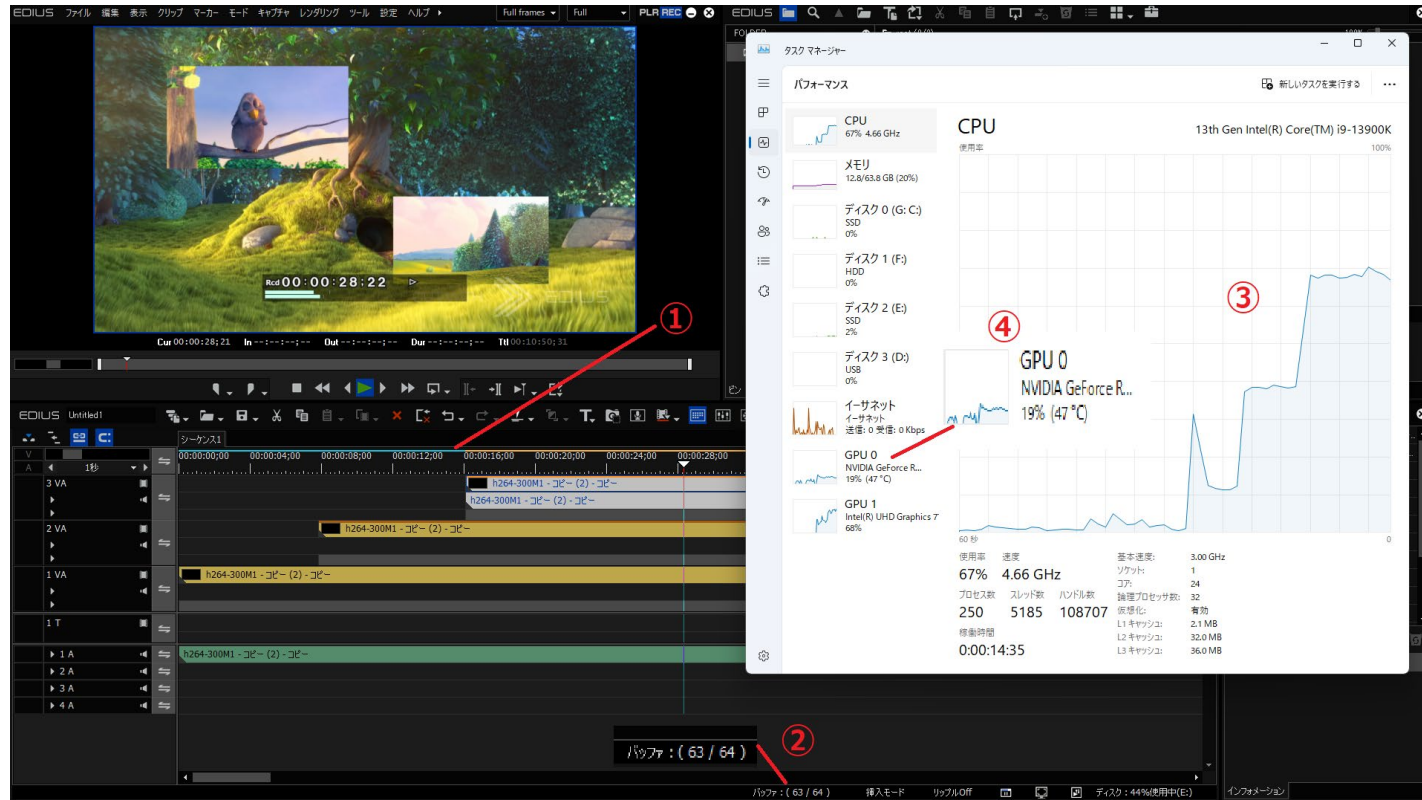 EDIUS ファイル 編集 表示 クリップ マーカー モード キャプチャ レンダリング ツール 設定 ヘルプ
Full frames
Full
PLR REC
EDIUS
Rcd 00:00:28:22
EDIUS
Cur 00:00:28;21 In --:--:--;-- Out --:--:--;-- Dur --:--:--;-- Ttl 00:10:50;31
①
EDIUS Untitled1
シーケンス1
V
A
1秒
00:00:00;00 00:00:04;00 00:00:08;00 00:00:12;00 00:00:16;00 00:00:20;00 00:00:24;00 00:00:28;00
3 VA
h264-300M1 - コピー (2) - コピー
h264-300M1 - コピー (2) - コピー
2 VA
h264-300M1 - コピー (2) - コピー
1 VA
h264-300M1 - コピー (2) - コピー
1 T
1 A
h264-300M1 - コピー (2) - コピー
2 A
3 A
4 A
バッファ : ( 63 / 64 )
②
バッファ : ( 63 / 64 )
挿入モード
リップルOff
ディスク : 44%使用中(E:)
インフォメーション
タスク マネージャー
パフォーマンス
新しいタスクを実行する
CPU
67% 4.66 GHz
メモリ
12.8/63.8 GB (20%)
ディスク 0 (G: C:)
SSD
0%
ディスク 1 (F:)
HDD
0%
ディスク 2 (E:)
SSD
2%
ディスク 3 (D:)
USB
0%
イーサネット
イーサネット
送信: 0 受信: 0 Kbps
GPU 0
NVIDIA GeForce R...
19% (47 °C)
GPU 1
Intel(R) UHD Graphics 7
68%
CPU
13th Gen Intel(R) Core(TM) i9-13900K
使用率
100%
③
④
GPU 0
NVIDIA GeForce R...
19% (47 °C)
60 秒
0
使用率 速度
67% 4.66 GHz
プロセス数 スレッド数 ハンドル数
250 5185 108707
稼働時間
0:00:14:35
基本速度: 3.00 GHz
ソケット: 1
コア: 24
論理プロセッサ数: 32
仮想化: 有効
L1 キャッシュ: 2.1 MB
L2 キャッシュ: 32.0 MB
L3 キャッシュ: 36.0 MB